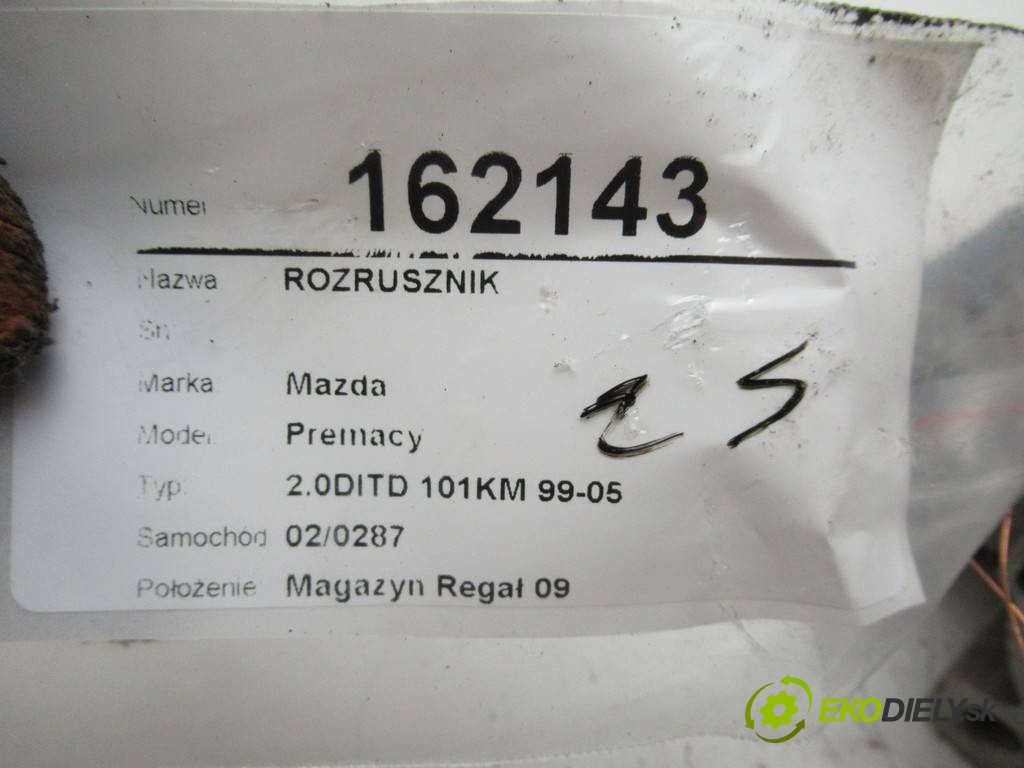 Numer 162143
Nazwa ROZRUSZNIK
Sn
Marka Mazda
Model Premacy
Typ: 2.0DITD 101KM 99-05
Samochód 02/0287
Położenie Magazyn Regał 09
EKODIELY.sk